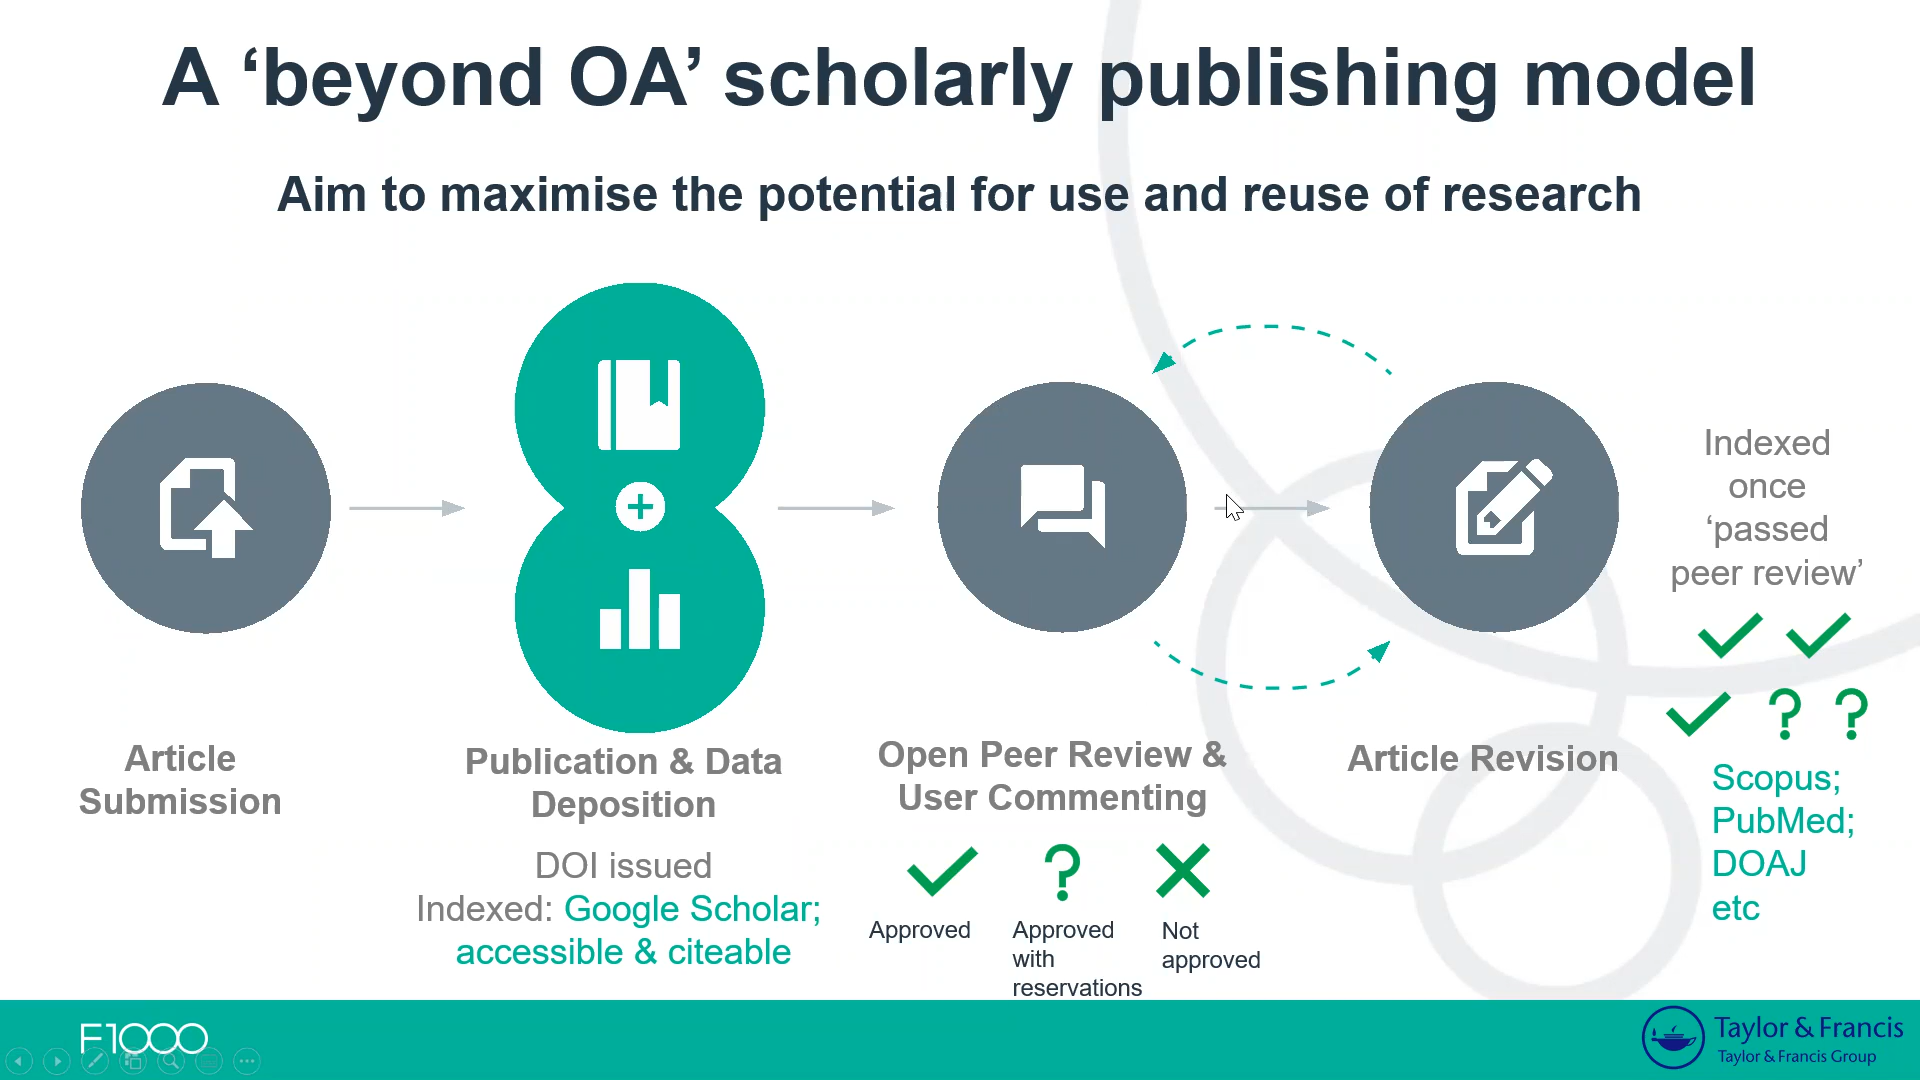 A ‘beyond OA’ scholarly publishing model
Aim to maximise the potential for use and reuse of research
Article
Submission
Publication & Data
Deposition
DOI issued
Indexed: Google Scholar;
accessible & citeable
Open Peer Review &
User Commenting
Approved
Approved
with
reservations
Not
approved
Article Revision
Indexed
once
‘passed
peer review’
Scopus;
PubMed;
DOAJ
etc
F1000
Taylor & Francis
Taylor & Francis Group